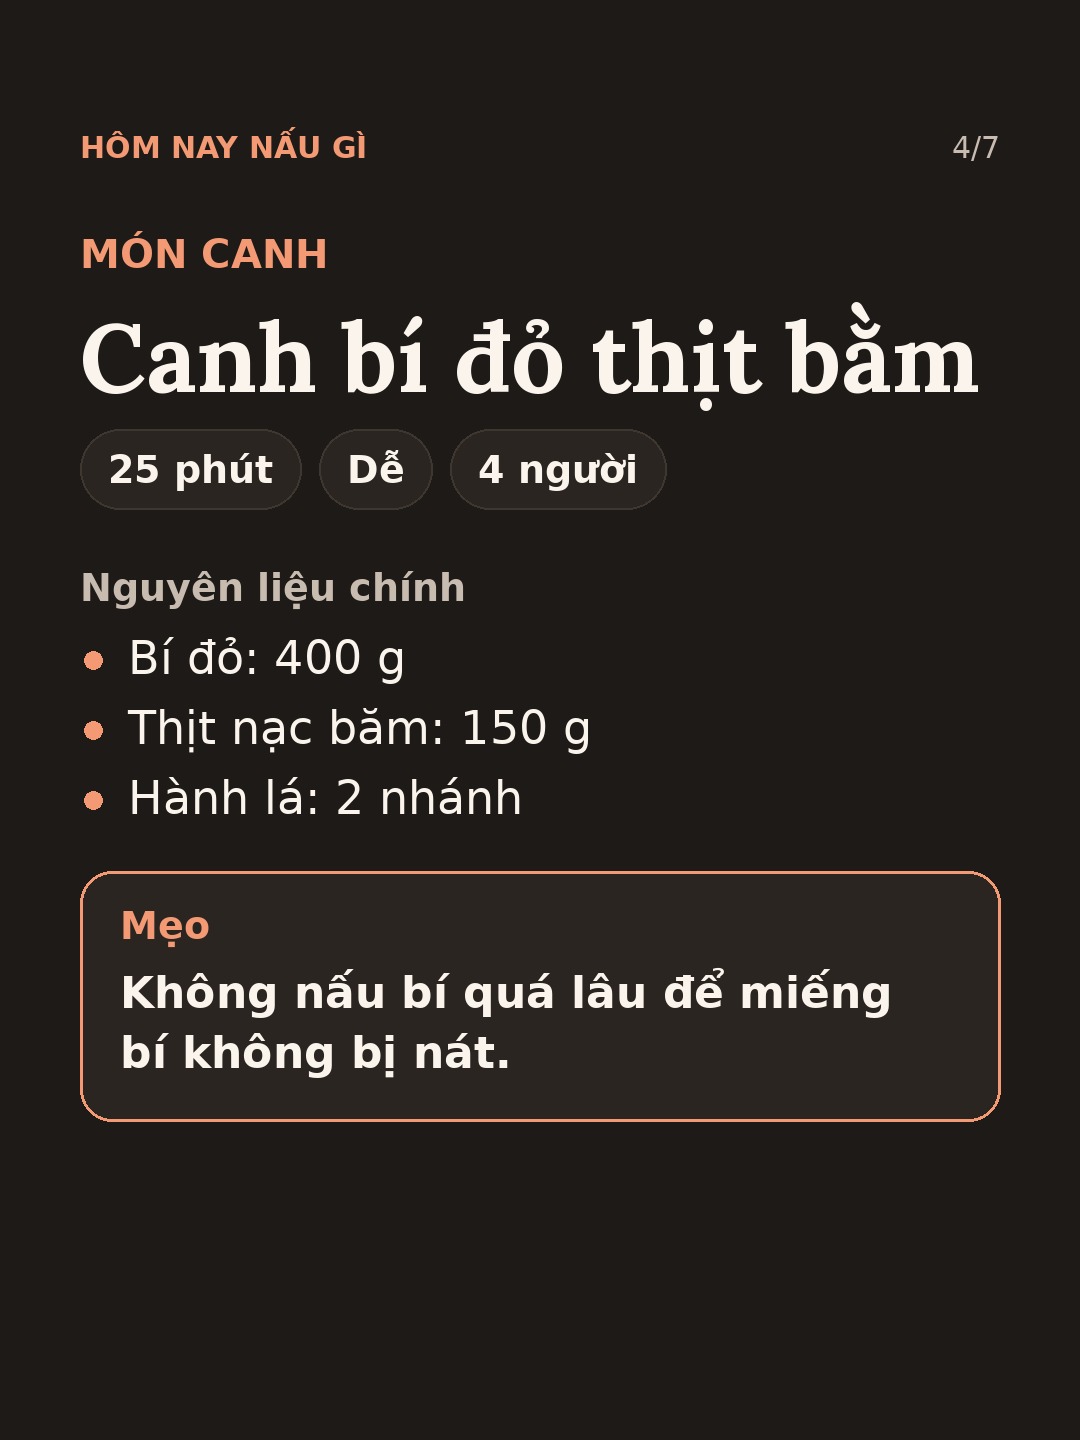 HÔM NAY NẤU GÌ
4/7
MÓN CANH
Canh bí đỏ thịt bằm
25 phút
Dễ
4 người
Nguyên liệu chính
Bí đỏ: 400 g
Thịt nạc băm: 150 g
Hành lá: 2 nhánh
Mẹo
Không nấu bí quá lâu để miếng
bí không bị nát.